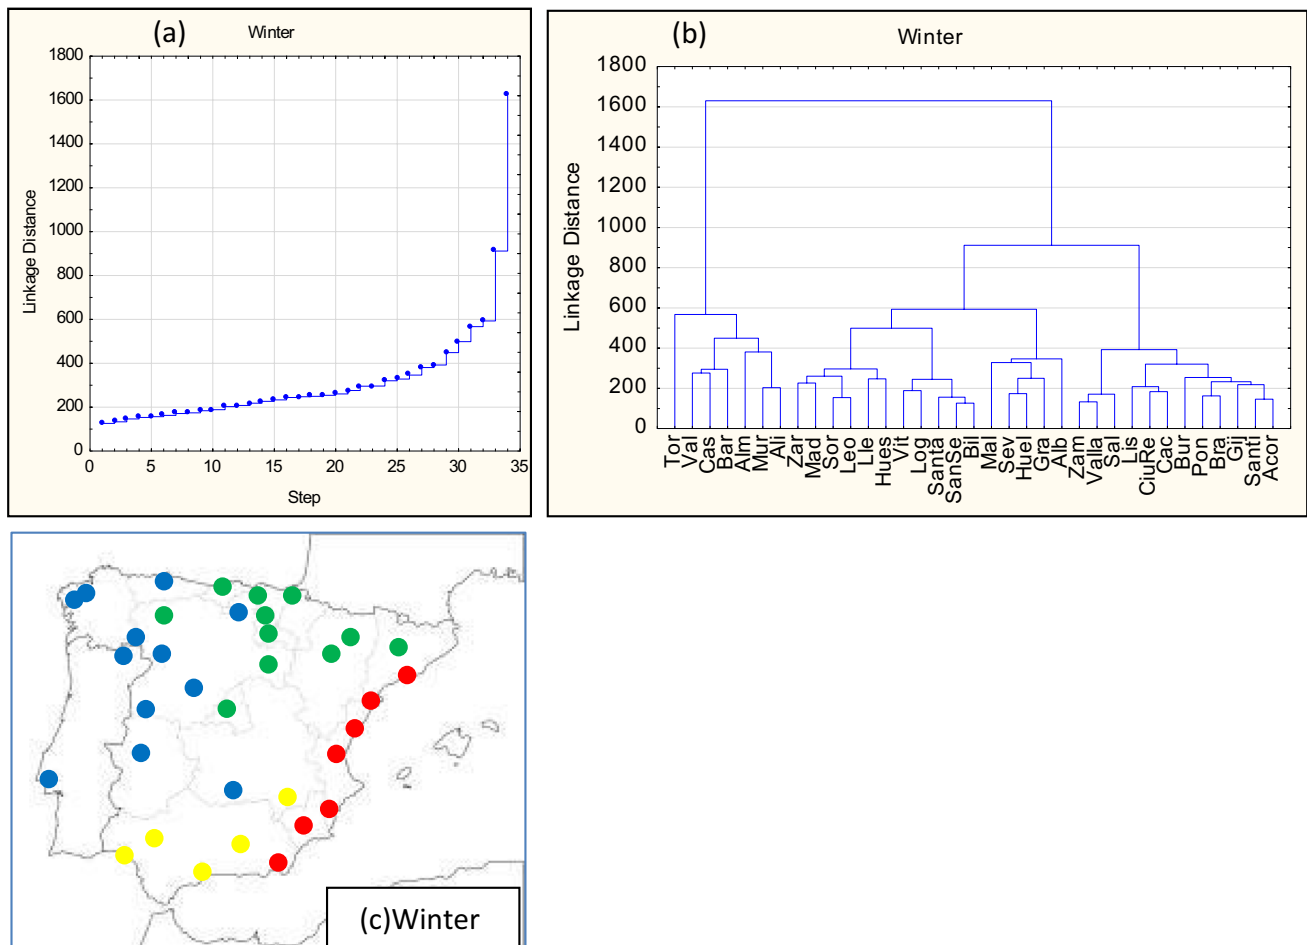 (a)
Winter
1800
1600
1400
1200
1000
800
600
400
200
0
0 5 10 15 20 25 30 35
Linkage Distance
Step
(b)
Winter
1800
1600
1400
1200
1000
800
600
400
200
0
Linkage Distance
Tor Val Cas Bar Alm Mur Ali Zar Mad Sor Leo Lle Hues Vit Log Santa SanSe Bil Mal Sev Huel Gra Alb Zam Valla Sal Lis CiuRe Cac Bur Pon Bra Gij Santi Acor
(c)Winter